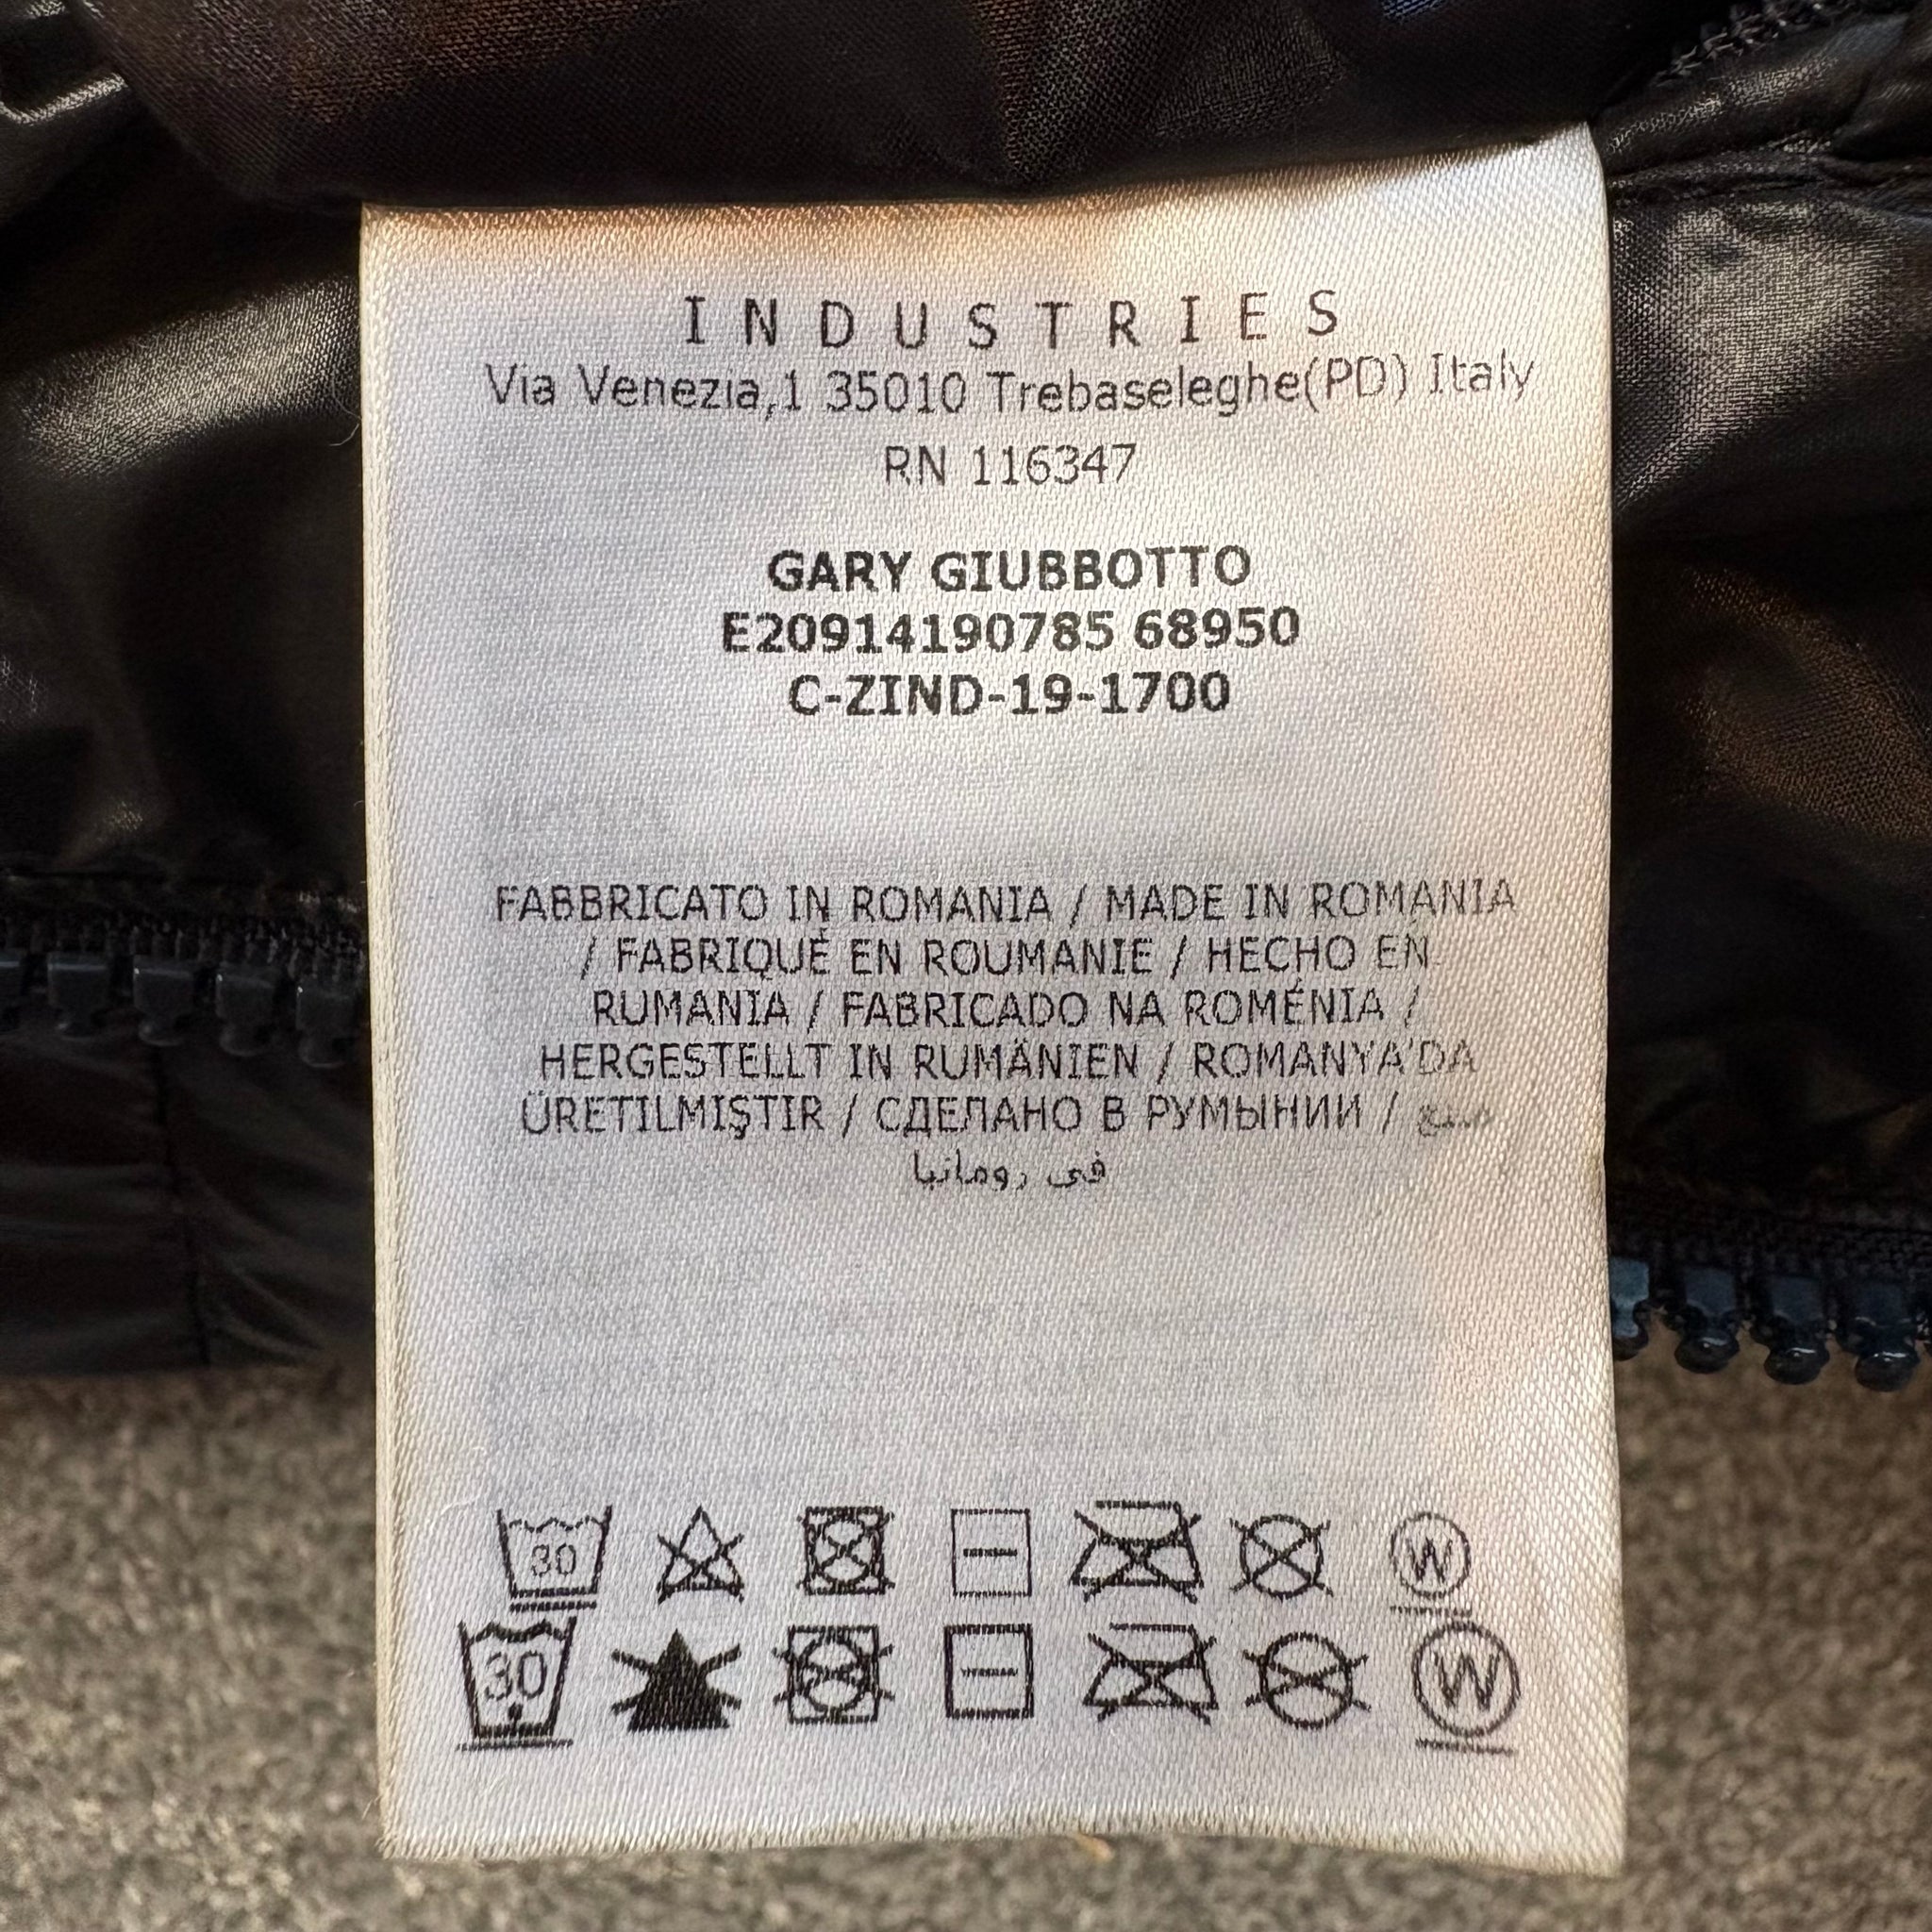 INDUSTRIES
Via Venezia,1 35010 Trebaseleghe(PD) Italy
RN 116347
GARY GIUBBOTTO
E20914190785 68950
C-ZIND-19-1700
FABBRICATO IN ROMANIA / MADE IN ROMANIA
/ FABRIQUÉ EN ROUMANIE / HECHO EN
RUMANIA / FABRICADO NA ROMÉNIA /
HERGESTELLT IN RUMÄNIEN / ROMANYA'DA
ÜRETILMIŞTIR / СДЕЛАНО В РУМЫНИИ / صنع
في رومانيا
30 W
30 W